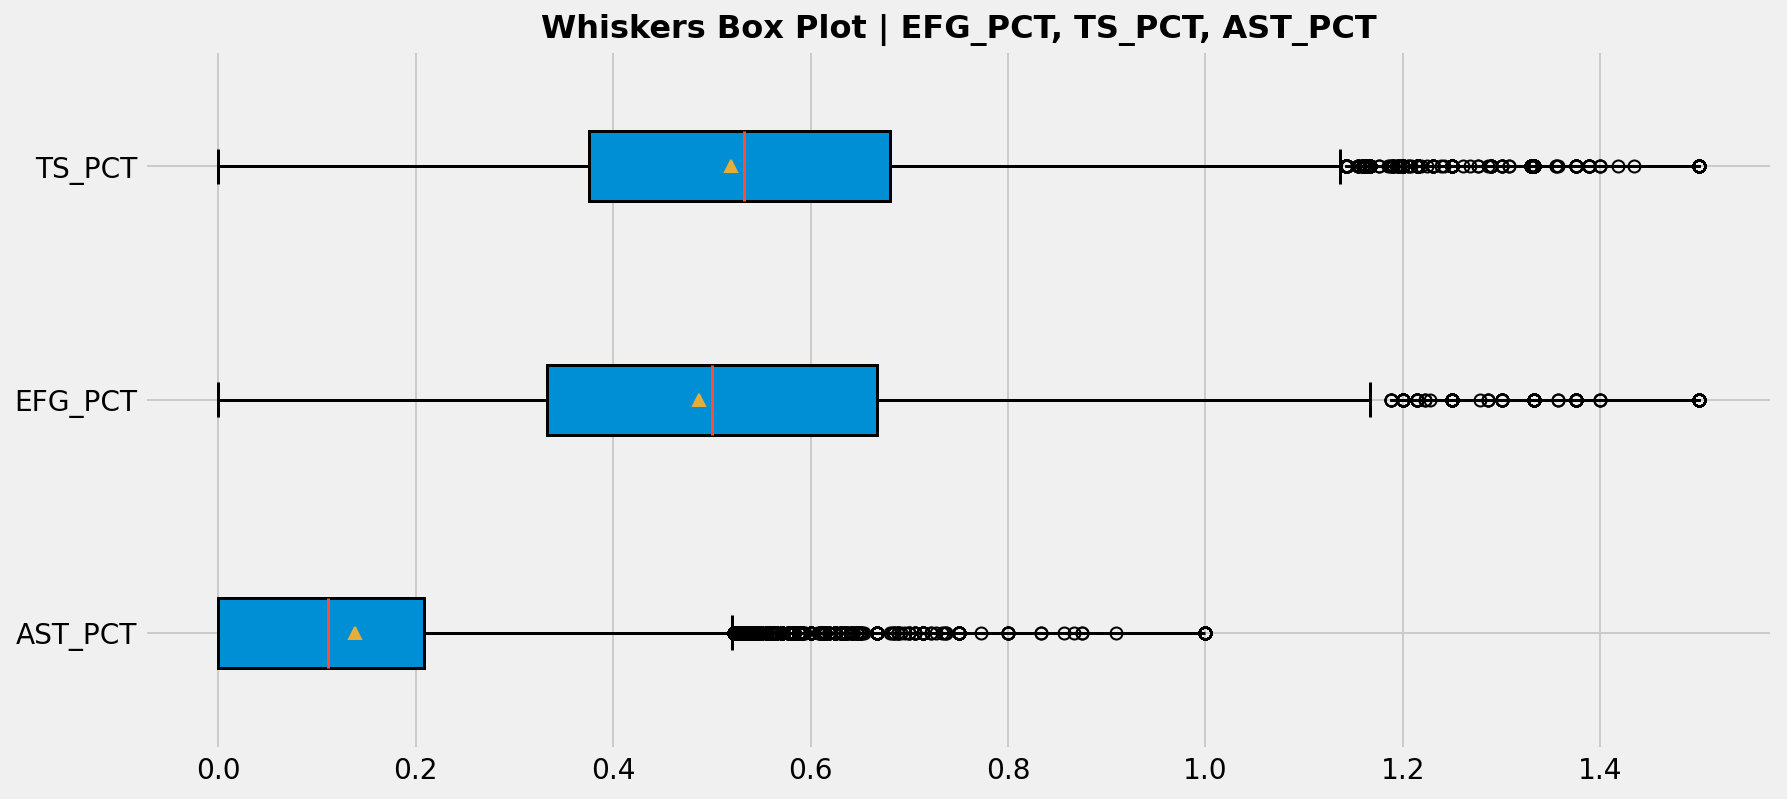 Whiskers Box Plot | EFG_PCT, TS_PCT, AST_PCT
TS_PCT
EFG_PCT
AST_PCT
0.0 0.2 0.4 0.6 0.8 1.0 1.2 1.4